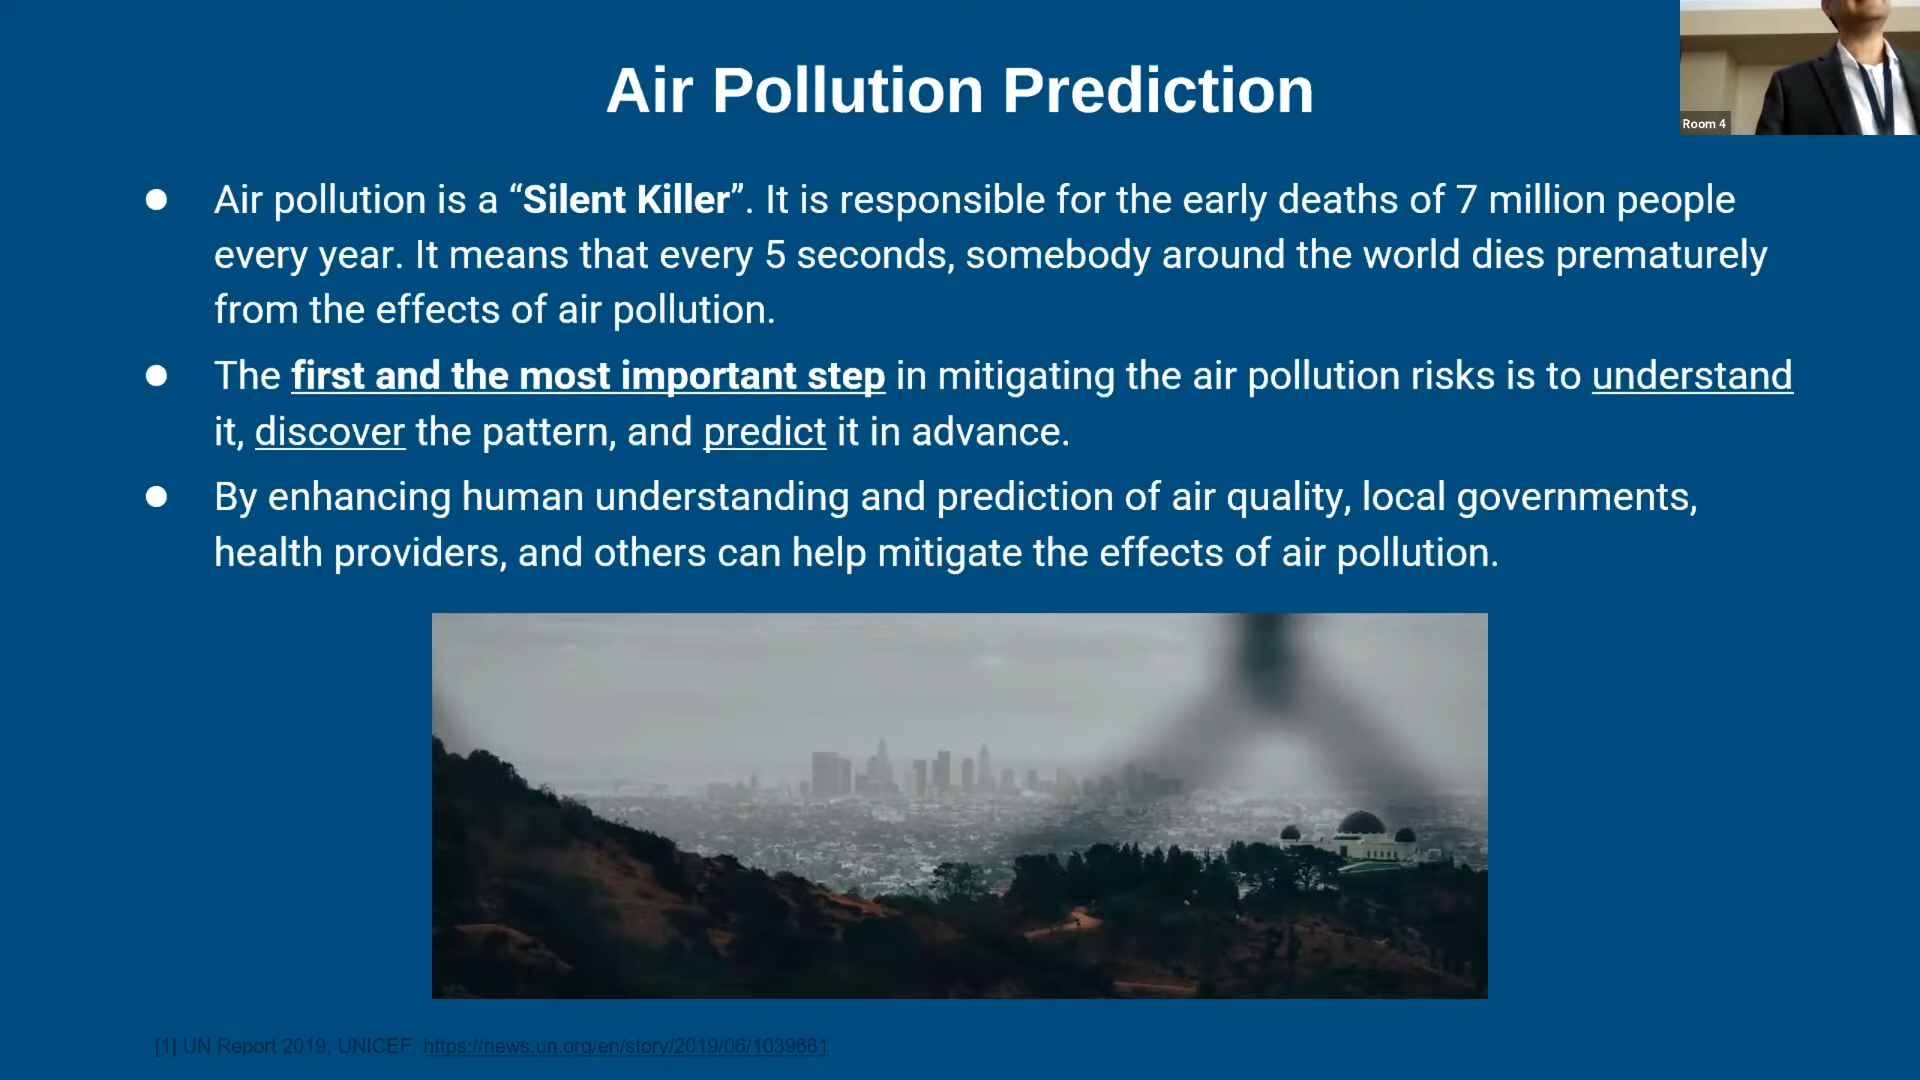 Air Pollution Prediction
Room 4
● Air pollution is a “Silent Killer”. It is responsible for the early deaths of 7 million people
every year. It means that every 5 seconds, somebody around the world dies prematurely
from the effects of air pollution.
● The first and the most important step in mitigating the air pollution risks is to understand
it, discover the pattern, and predict it in advance.
● By enhancing human understanding and prediction of air quality, local governments,
health providers, and others can help mitigate the effects of air pollution.
[1] UN Report 2019, UNICEF, https://news.un.org/en/story/2019/06/1039661